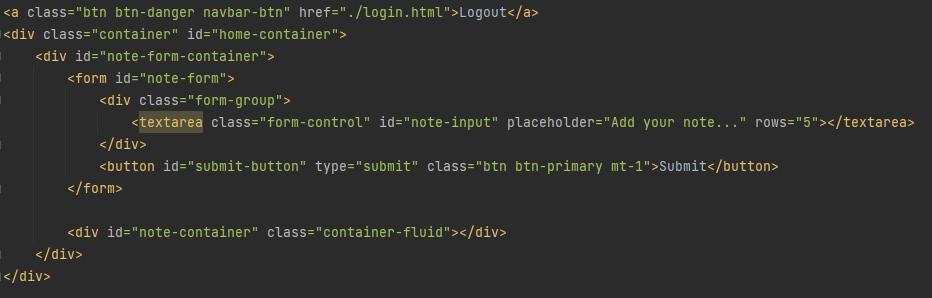 <a class="btn btn-danger navbar-btn" href="./login.html">Logout</a>
<div class="container" id="home-container">
    <div id="note-form-container">
        <form id="note-form">
            <div class="form-group">
                <textarea class="form-control" id="note-input" placeholder="Add your note..." rows="5"></textarea>
            </div>
            <button id="submit-button" type="submit" class="btn btn-primary mt-1">Submit</button>
        </form>

        <div id="note-container" class="container-fluid"></div>
    </div>
</div>